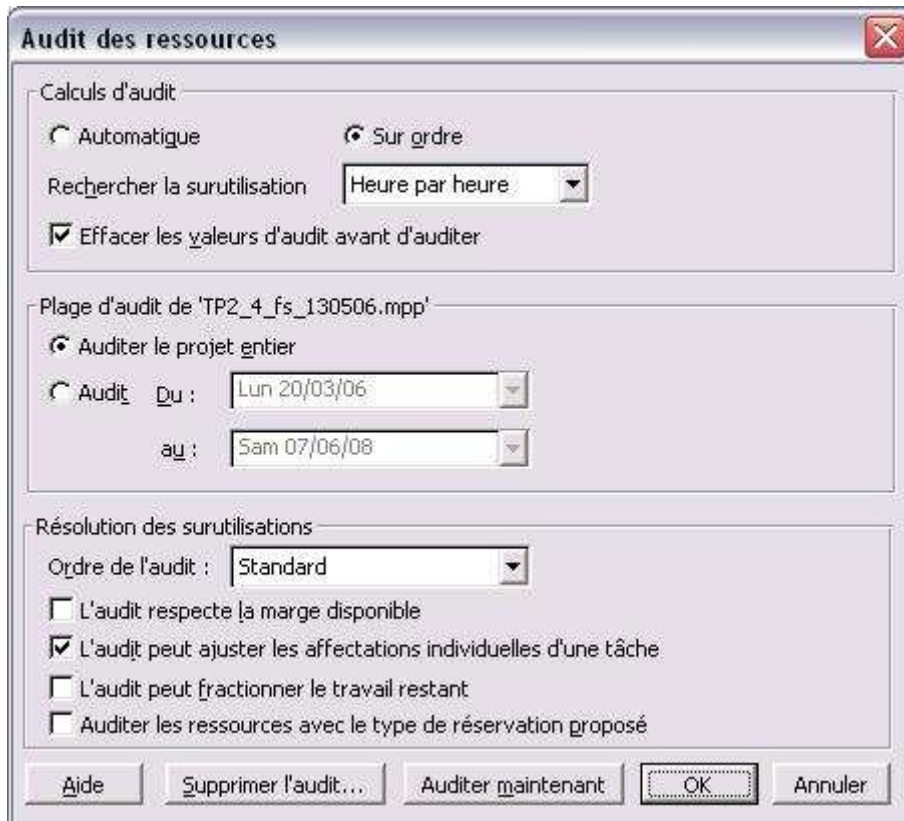 Audit des ressources
Calculs d'audit
Automatique Sur ordre
Rechercher la surutilisation Heure par heure
Effacer les valeurs d'audit avant d'auditer
Plage d'audit de 'TP2_4_fs_130506.mpp'
Auditer le projet entier
Audit Du : Lun 20/03/06
au : Sam 07/06/08
Résolution des surutilisations
Ordre de l'audit : Standard
L'audit respecte la marge disponible
L'audit peut ajuster les affectations individuelles d'une tâche
L'audit peut fractionner le travail restant
Auditer les ressources avec le type de réservation proposé
Aide Supprimer l'audit... Auditer maintenant OK Annuler